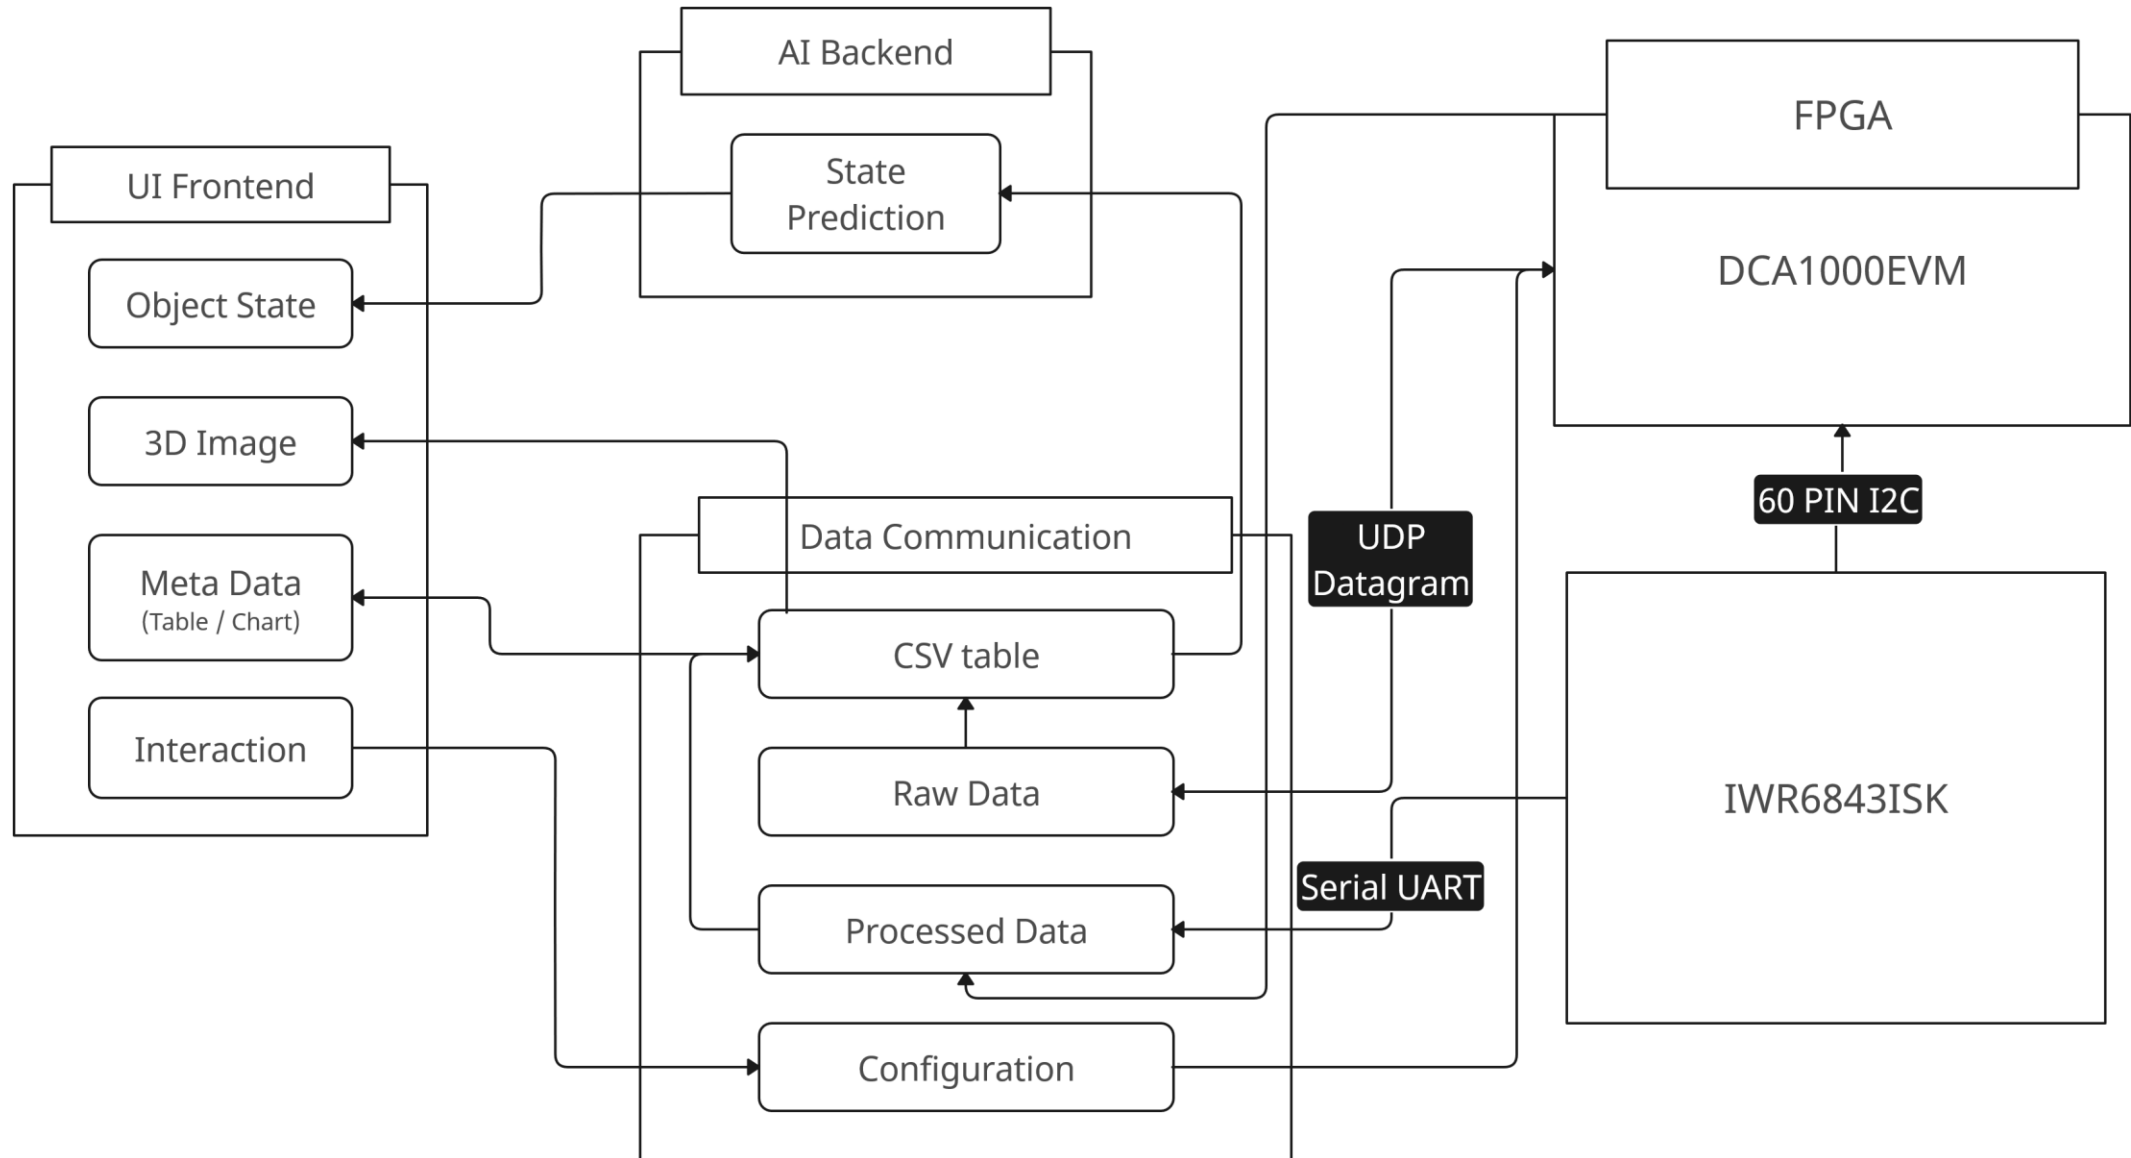 AI Backend
State
Prediction
UI Frontend
Object State
3D Image
Meta Data
(Table / Chart)
Interaction
Data Communication
CSV table
Raw Data
Processed Data
Configuration
UDP
Datagram
Serial UART
FPGA
DCA1000EVM
60 PIN I2C
IWR6843ISK